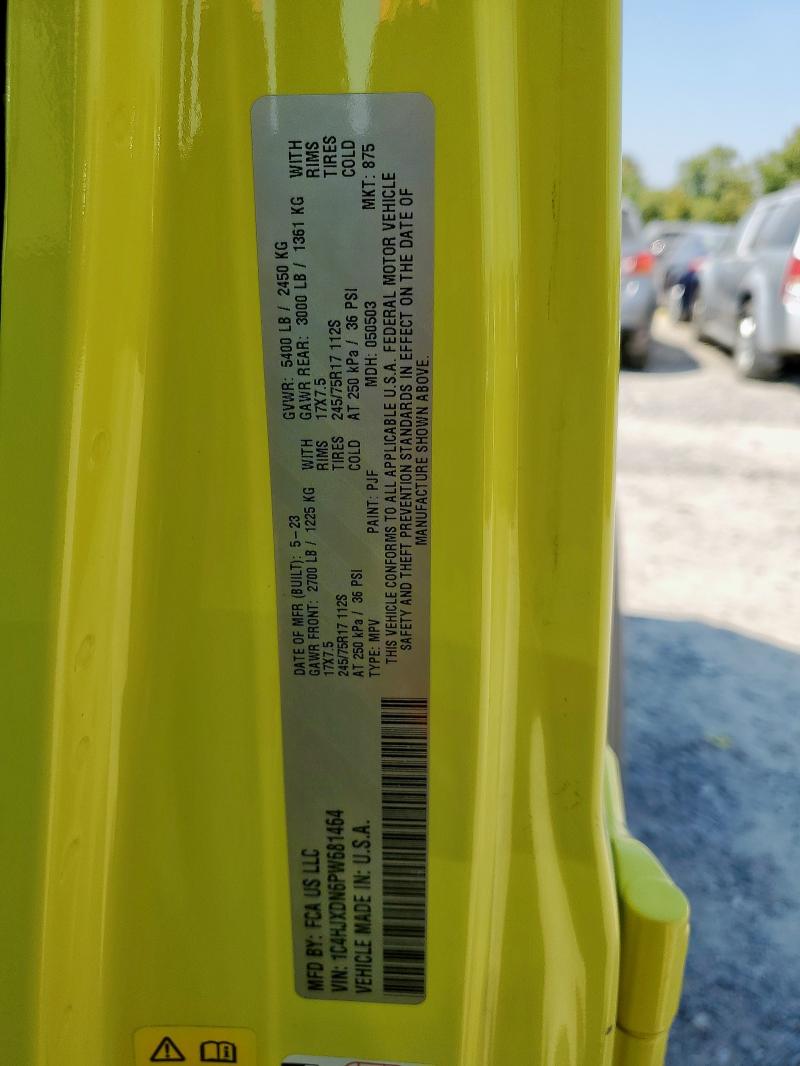 MFD BY: FCA US LLC
VIN: 1C4HJXDN6PW681464
VEHICLE MADE IN: U.S.A.
DATE OF MFR (BUILT): 5-23
GAWR FRONT: 2700 LB / 1225 KG WITH
17X7.5 RIMS
245/75R17 112S TIRES
AT 250 kPa / 36 PSI COLD
GVWR: 5400 LB / 2450 KG
GAWR REAR: 3000 LB / 1361 KG WITH
17X7.5 RIMS
245/75R17 112S TIRES
AT 250 kPa / 36 PSI COLD
TYPE: MPV PAINT: PJF MDH: 050503 MKT: 875
THIS VEHICLE CONFORMS TO ALL APPLICABLE U.S.A. FEDERAL MOTOR VEHICLE
SAFETY AND THEFT PREVENTION STANDARDS IN EFFECT ON THE DATE OF
MANUFACTURE SHOWN ABOVE.